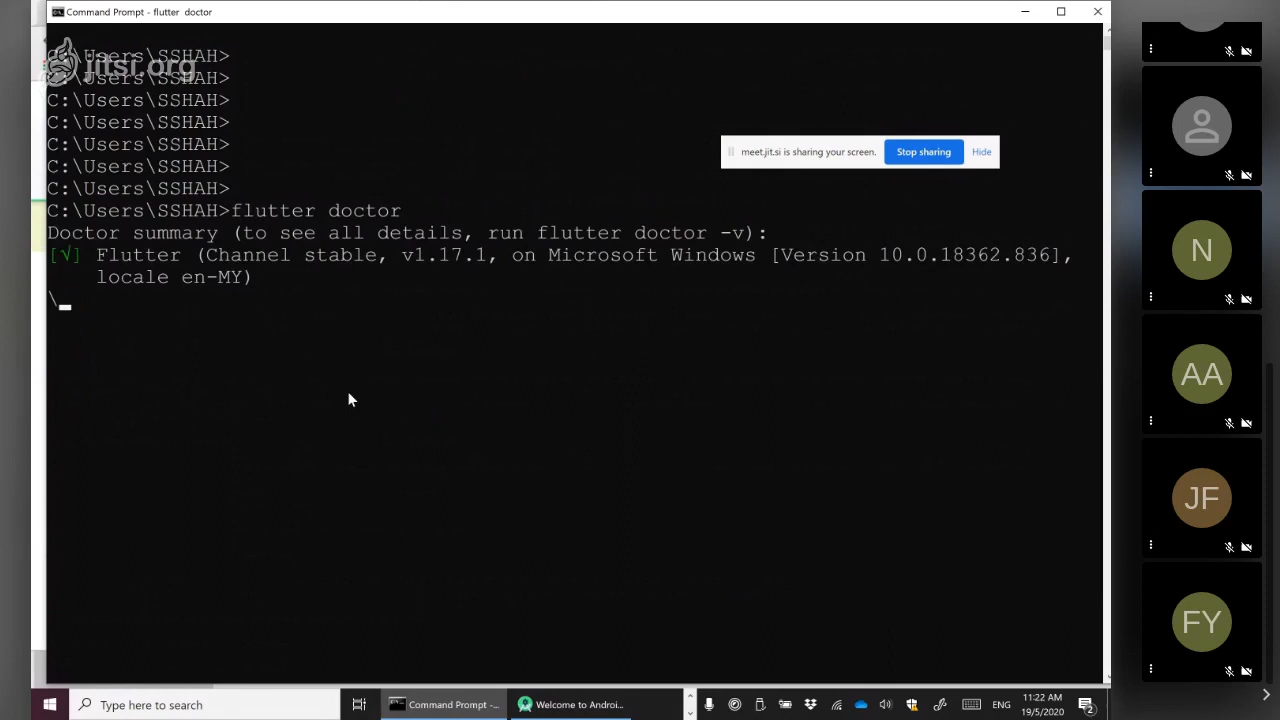 Command Prompt - flutter doctor
jitsi.org
C:\Users\SSHAH>
C:\Users\SSHAH>
C:\Users\SSHAH>
C:\Users\SSHAH>
C:\Users\SSHAH>
C:\Users\SSHAH>
C:\Users\SSHAH>
meet.jit.si is sharing your screen. Stop sharing Hide
C:\Users\SSHAH>flutter doctor
Doctor summary (to see all details, run flutter doctor -v):
[√] Flutter (Channel stable, v1.17.1, on Microsoft Windows [Version 10.0.18362.836],
locale en-MY)
\
N
AA
JF
FY
Type here to search
Command Prompt -...
Welcome to Androi...
ENG
11:22 AM
19/5/2020
2